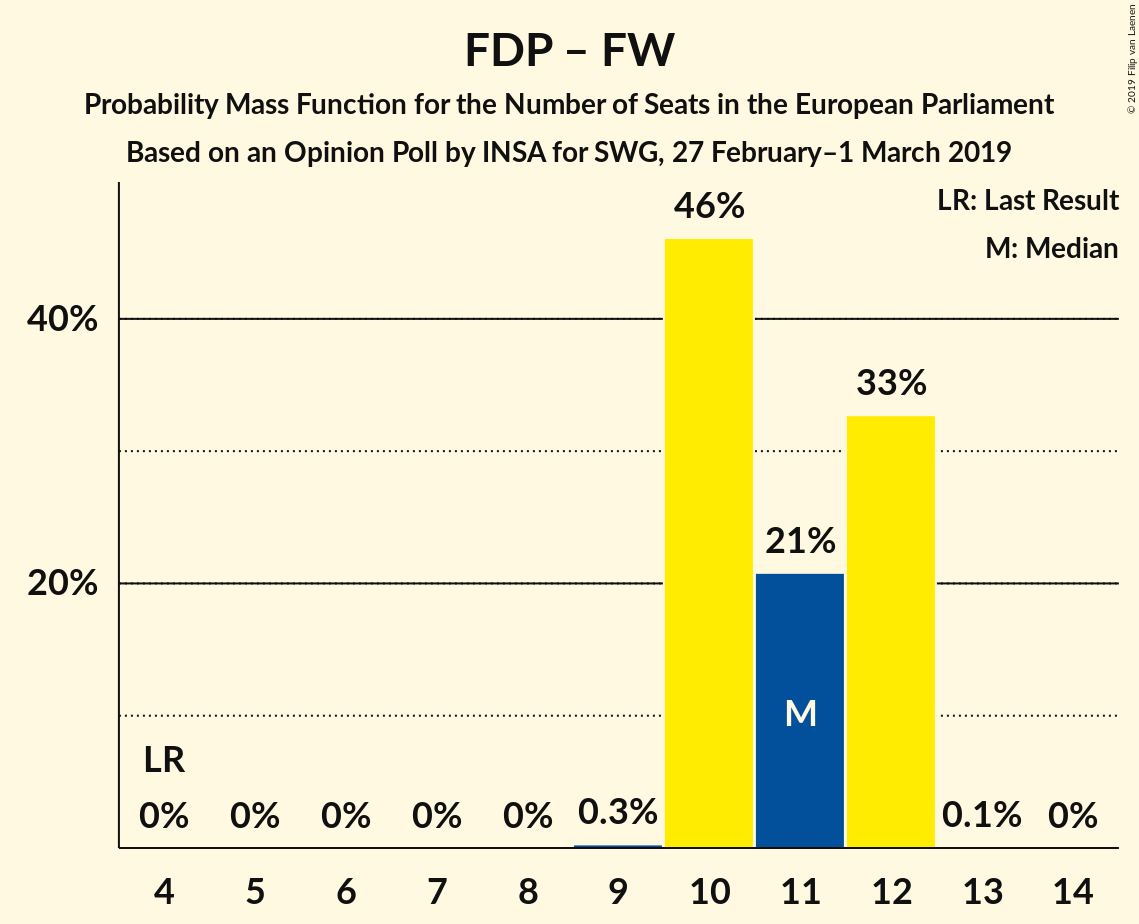 FDP – FW
Probability Mass Function for the Number of Seats in the European Parliament
Based on an Opinion Poll by INSA for SWG, 27 February–1 March 2019
© 2019 Filip van Laenen
LR: Last Result
M: Median
46%
40%
33%
21%
20%
M
LR
0% 0% 0% 0% 0% 0.3% 0.1% 0%
4 5 6 7 8 9 10 11 12 13 14